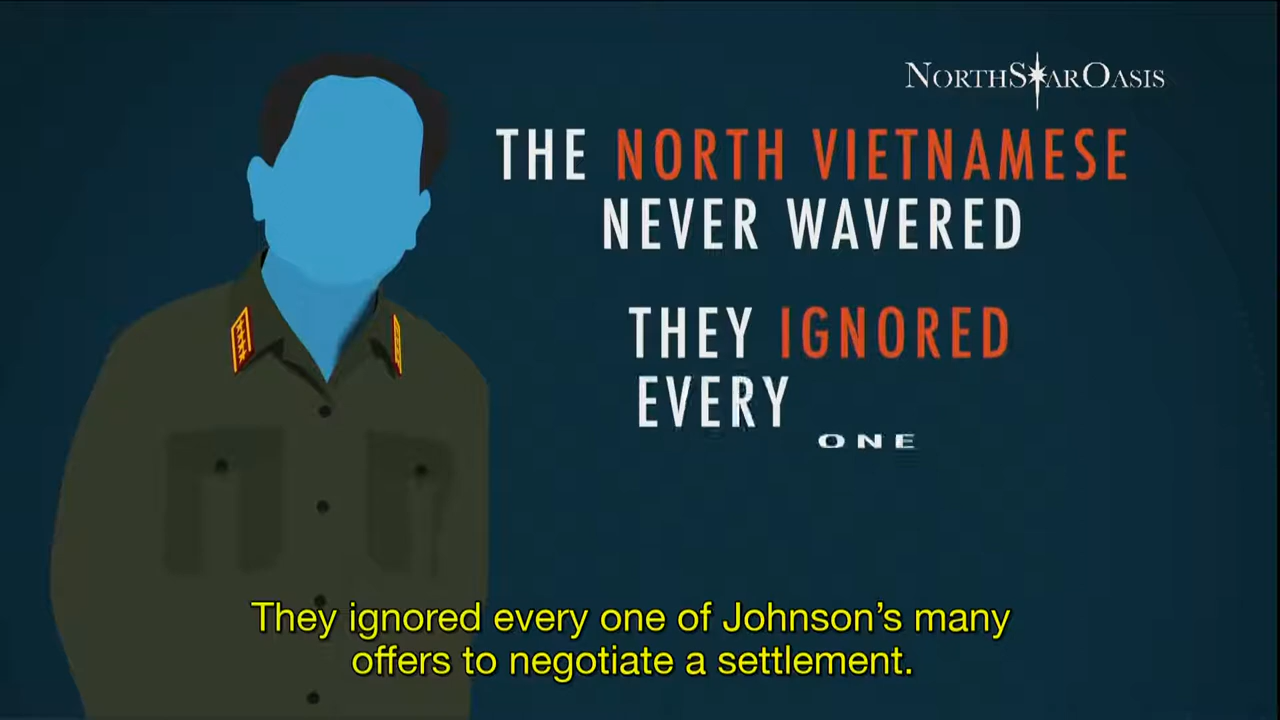 NORTHSTAROASIS
THE NORTH VIETNAMESE
NEVER WAVERED
THEY IGNORED
EVERY ONE
They ignored every one of Johnson’s many
offers to negotiate a settlement.